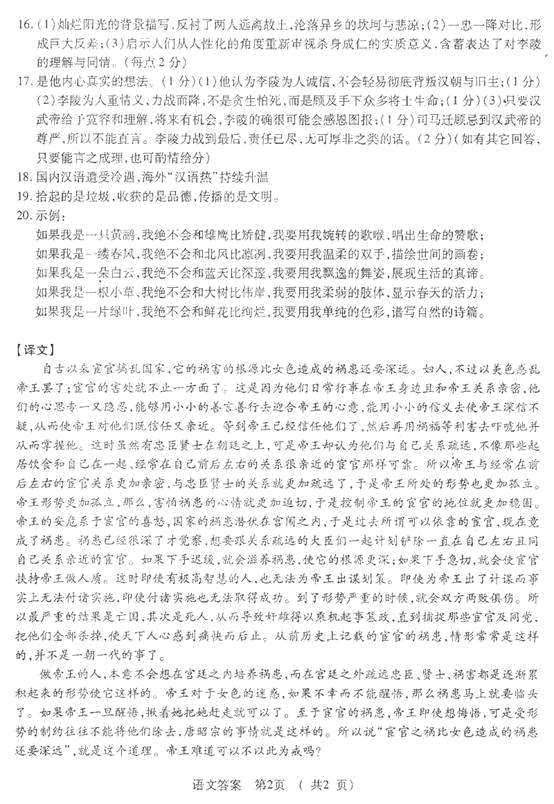 16. (1)灿烂阳光的背景描写,反衬了两人远离故土,沦落异乡的坎坷与悲凉;(2)一忠一降对比,形
成巨大反差;(3)启示人们从人性化的角度重新审视杀身成仁的实质意义,含蓄表达了对李陵
的理解与同情。(每点2分)
17. 是他内心真实的想法。(1分)(1)他认为李陵为人诚信,不会轻易彻底背叛汉朝与旧主;(1分)
(2)李陵为人重情义,力战而降,不是贪生怕死,而是顾及手下众多将士生命;(1分)(3)只要汉
武帝给予宽容和理解,将来有机会,李陵的确很可能会感恩图报;(1分)司马迁顾忌到汉武帝的
尊严,所以不能直言。李陵力战到最后,责任已尽,无可厚非之类的话。(2分)(如有其它回答,
只要能言之成理,也可酌情给分)
18. 国内汉语遭受冷遇,海外“汉语热”持续升温
19. 拾起的是垃圾,收获的是品德,传播的是文明。
20. 示例:
如果我是一只黄鹂,我绝不会和雄鹰比矫健,我要用我婉转的歌喉,唱出生命的赞歌;
如果我是一缕春风,我绝不会和北风比凛冽,我要用我温柔的双手,描绘世间的画卷;
如果我是一朵白云,我绝不会和蓝天比深邃,我要用我飘逸的舞姿,展现生活的真谛。
如果我是一根小草,我绝不会和大树比伟岸,我要用我柔弱的肢体,显示春天的活力;
如果我是一片绿叶,我绝不会和鲜花比绚烂,我要用我单纯的色彩,谱写自然的诗篇。
【译文】
自古以来宦官搞乱国家,它的祸害的根源比女色造成的祸患还要深远。妇人,不过以美色惑乱
帝王罢了;宦官的害处就不止一方面了。这是因为他们日常行事在帝王身边且和帝王关系亲密,他
们的心思专一又隐忍,能够用小小的善言善行去迎合帝王的心意,能用小小的信义去使帝王深信不
疑,从而使帝王对他们既信任又亲近。等到帝王已经信任他们了,然后再用祸福等利害去吓唬他并
从而掌握他。这时虽然有忠臣贤士在朝廷之上,可是帝王却认为他们与自己关系疏远,不像那些起
居饮食和自己在一起,经常在自己前后左右的关系很亲近的宦官那样可靠。所以帝王与经常在前
后左右的宦官关系更加亲密,与忠臣贤士的关系就更加疏远了,于是帝王所处的形势也更加孤立。
帝王形势更加孤立,那么,害怕祸患的心情就更加迫切,于是控制帝王的宦官的地位就更加稳固。
帝王的安危系于宦官的喜怒,国家的祸患潜伏在宫闱之内,于是过去所谓可以依靠的宦官,现在竟
成了祸患。祸患已经很深了才觉察,想要跟关系疏远的大臣们一起计划铲除一直在自己左右且同
自己关系亲近的宦官。如果下手迟缓,就会滋养祸患,使它的根源更深;如果下手急切,就会使宦官
扶持帝王做人质。这时即使有极高智慧的人,也无法为帝王出谋划策。即使为帝王出了计谋而事
实上无法付诸实施,即使付诸实施也无法取得成功。到了形势严重的时候,就会双方两败俱伤。所
以最严重的结果是亡国,其次是死人,从而导致奸雄得以乘机起事篡政,直到捕捉那些宦官及同党,
把他们全部杀掉,使天下人心感到痛快而后止。从前历史上记载的宦官的祸患,情形常常是这样
的,并不是一朝一代的事了。
做帝王的人,本意不会想在宫廷之内培养祸患,而在宫廷之外疏远忠臣、贤士,祸害都是逐渐累
积起来的形势使它这样的。帝王对于女色的迷惑,如果不幸而不能醒悟,那么祸患马上就要临头
了。如果帝王一旦醒悟,揪着她把她赶走就可以了。至于宦官的祸患,帝王即使想悔悟,可是受形
势的制约往往不能将他们除去,唐昭宗的事情就是这样的。所以说“宦官之祸比女色造成的祸患
还要深远”,就是这个道理。帝王难道可以不以此为戒吗?
语文答案 第2页 ( 共2 页)